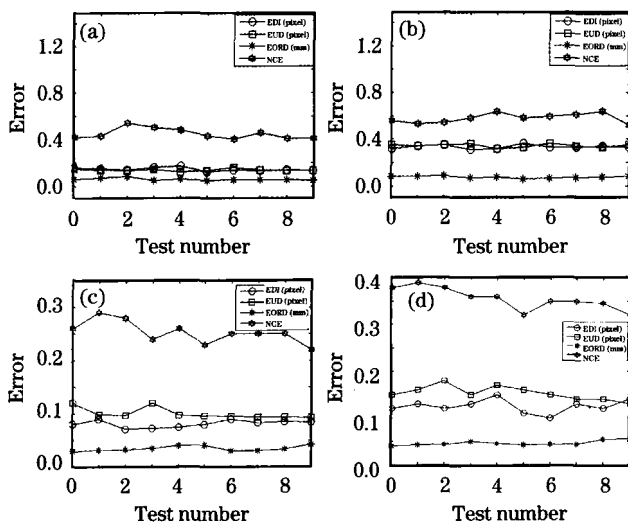 (a)
EDI (pixel)
EUD (pixel)
EORD (mm)
NCE
Error
1.2
0.8
0.4
0.0
0 2 4 6 8
Test number
(b)
EDI (pixel)
EUD (pixel)
EORD (mm)
NCE
Error
1.2
0.8
0.4
0.0
0 2 4 6 8
Test number
(c)
EDI (pixel)
EUD (pixel)
EORD (mm)
NCE
Error
0.3
0.2
0.1
0.0
0 2 4 6 8
Test number
(d)
EDI (pixel)
EUD (pixel)
EORD (mm)
NCE
Error
0.4
0.3
0.2
0.1
0.0
0 2 4 6 8
Test number